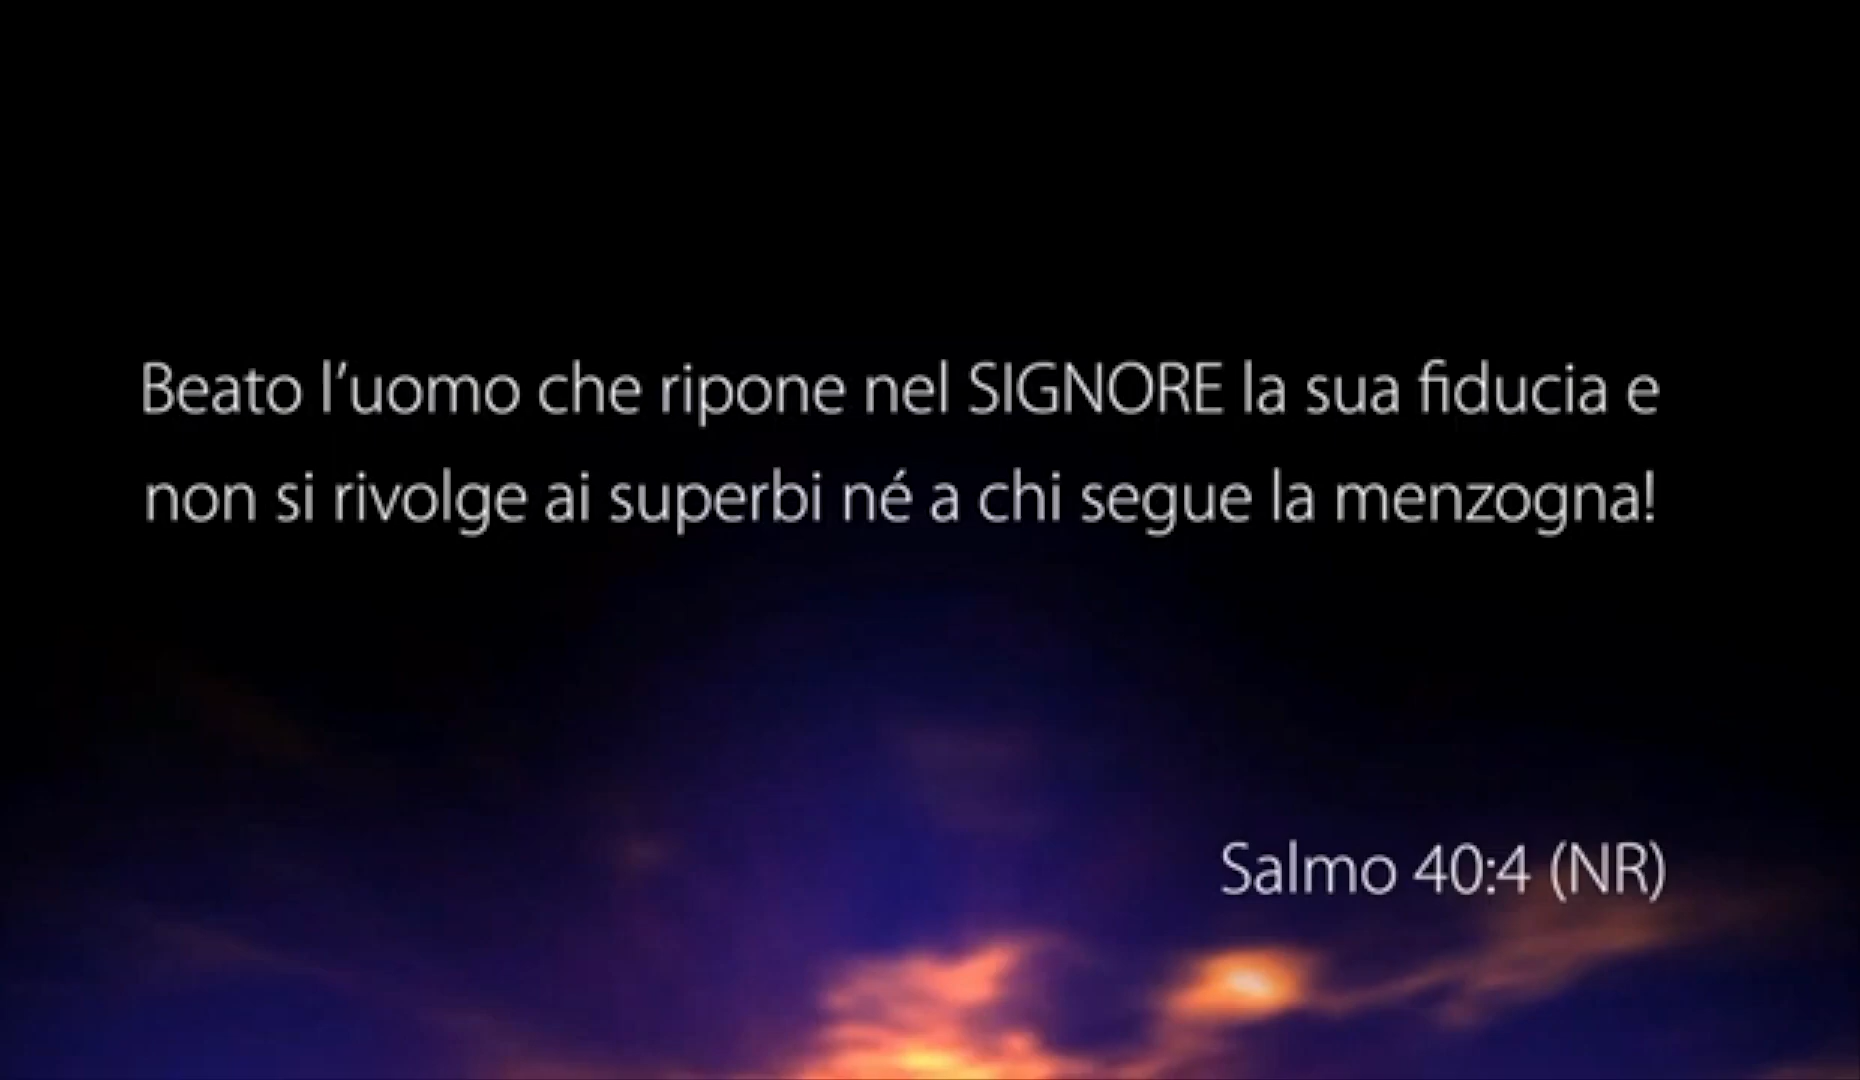 Beato l’uomo che ripone nel SIGNORE la sua fiducia e
non si rivolge ai superbi né a chi segue la menzogna!
Salmo 40:4 (NR)